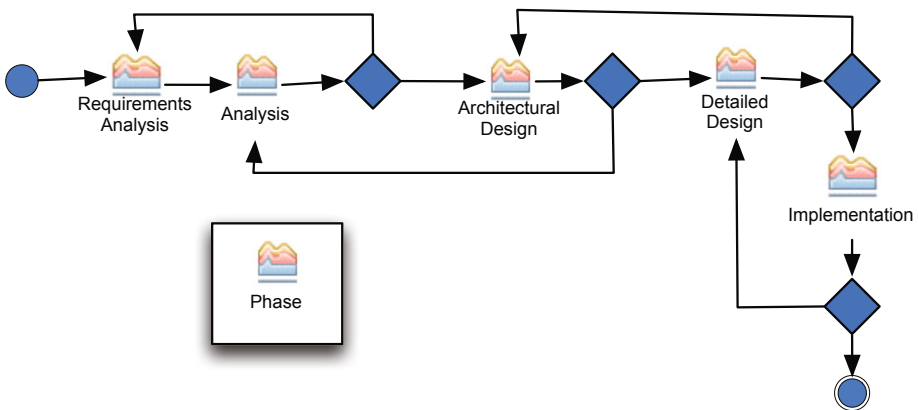 Requirements
Analysis
Analysis
Architectural
Design
Detailed
Design
Implementation
Phase